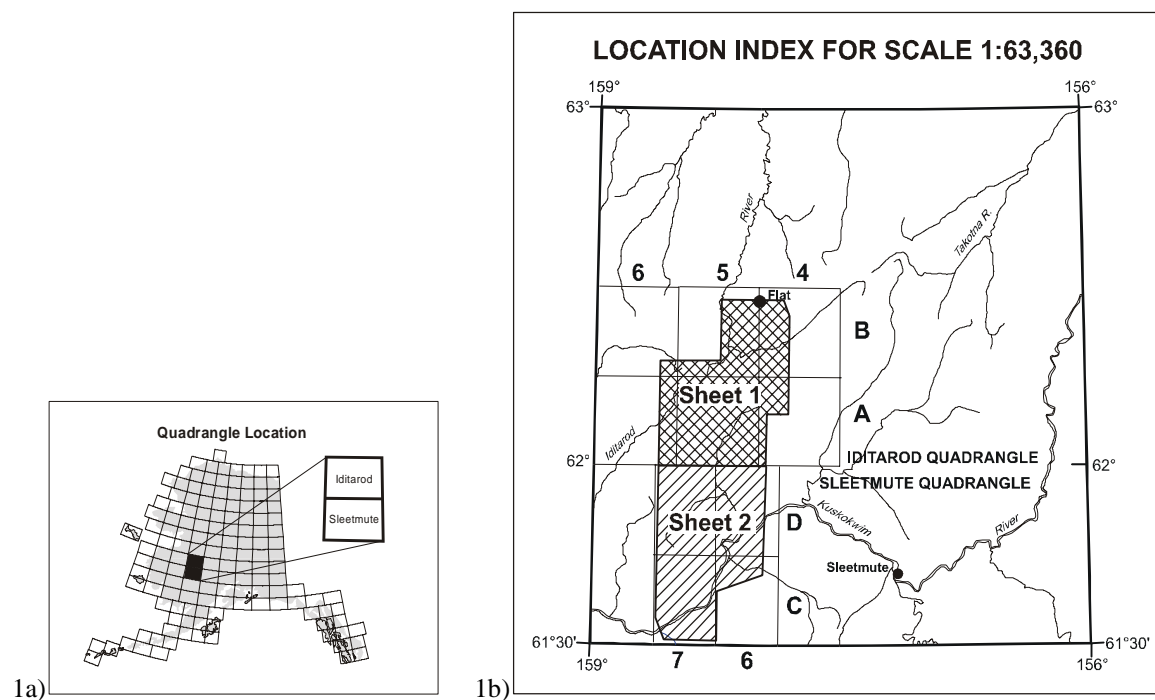 Quadrangle Location
Iditarod
Sleetmute
1a)
LOCATION INDEX FOR SCALE 1:63,360
159°
156°
63°
63°
River
Takotna R.
6
5
4
Flat
B
Sheet 1
A
Iditarod
IDITAROD QUADRANGLE
62°
62°
SLEETMUTE QUADRANGLE
Kuskokwim
Sheet 2
D
River
Sleetmute
C
61°30'
61°30'
159°
7
6
156°
1b)